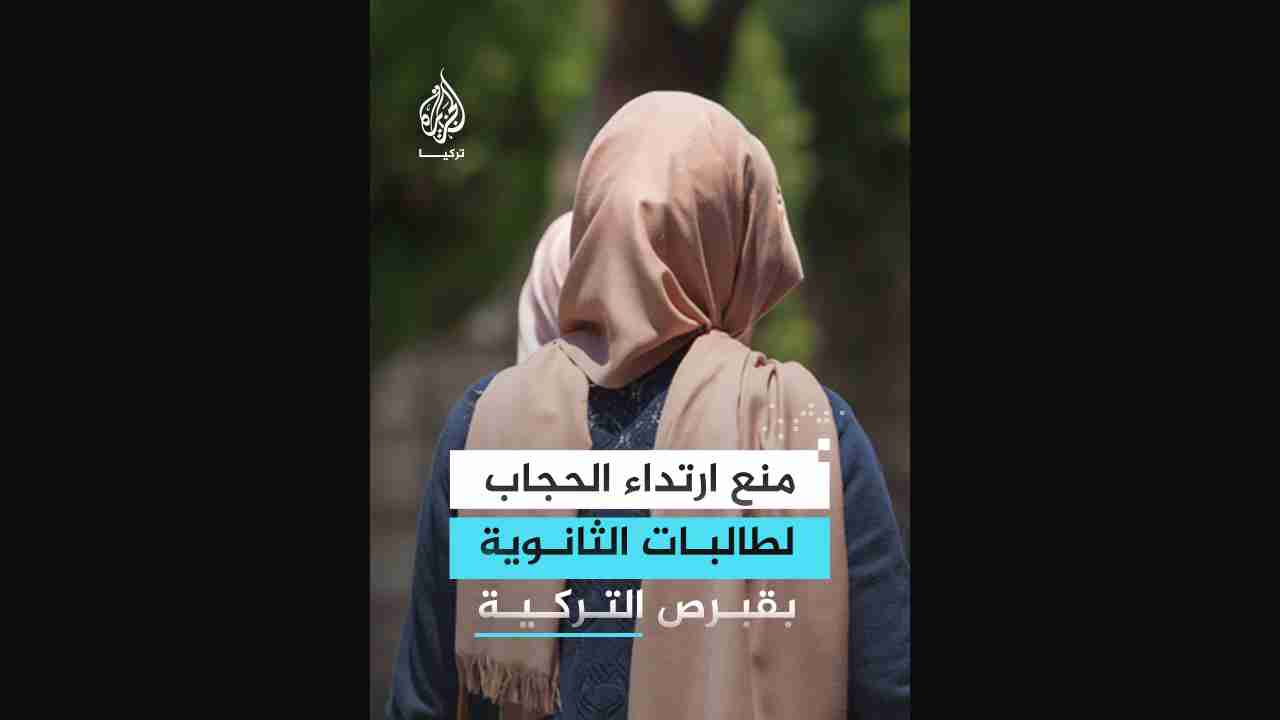 الجزيرة
تركيا
منع ارتداء الحجاب
لطالبات الثانوية
بقبرص التركية